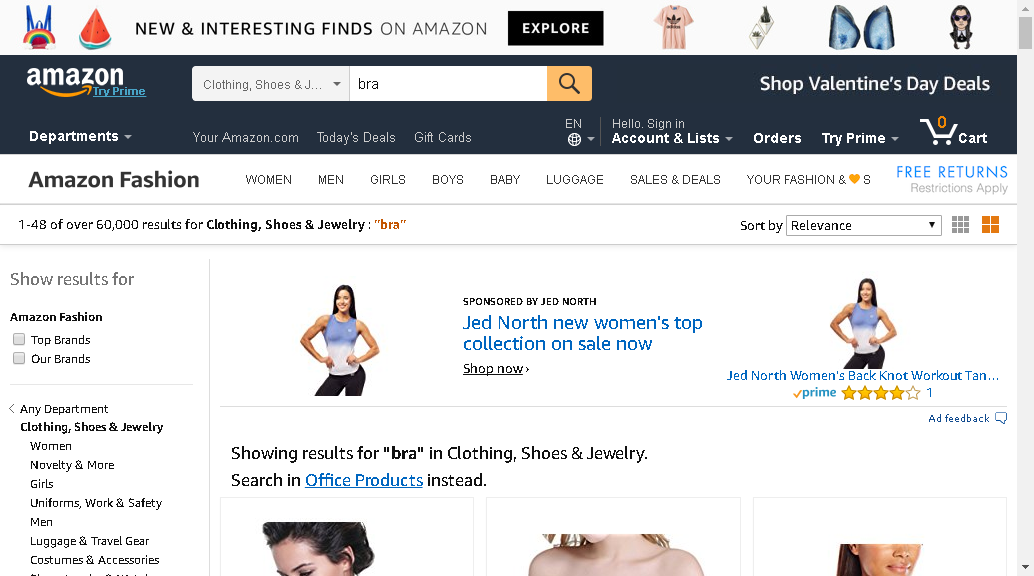 NEW & INTERESTING FINDS ON AMAZON EXPLORE
amazon
Try Prime
Clothing, Shoes & J...
bra
Shop Valentine's Day Deals
Departments
Your Amazon.com
Today's Deals
Gift Cards
EN
Hello. Sign in
Account & Lists
Orders
Try Prime
0
Cart
Amazon Fashion
WOMEN
MEN
GIRLS
BOYS
BABY
LUGGAGE
SALES & DEALS
YOUR FASHION & S
FREE RETURNS
Restrictions Apply
1-48 of over 60,000 results for Clothing, Shoes & Jewelry : "bra"
Sort by Relevance
Show results for
Amazon Fashion
Top Brands
Our Brands
Any Department
Clothing, Shoes & Jewelry
Women
Novelty & More
Girls
Uniforms, Work & Safety
Men
Luggage & Travel Gear
Costumes & Accessories
SPONSORED BY JED NORTH
Jed North new women's top
collection on sale now
Shop now ›
Jed North Women's Back Knot Workout Tan...
prime 1
Ad feedback
Showing results for "bra" in Clothing, Shoes & Jewelry.
Search in Office Products instead.